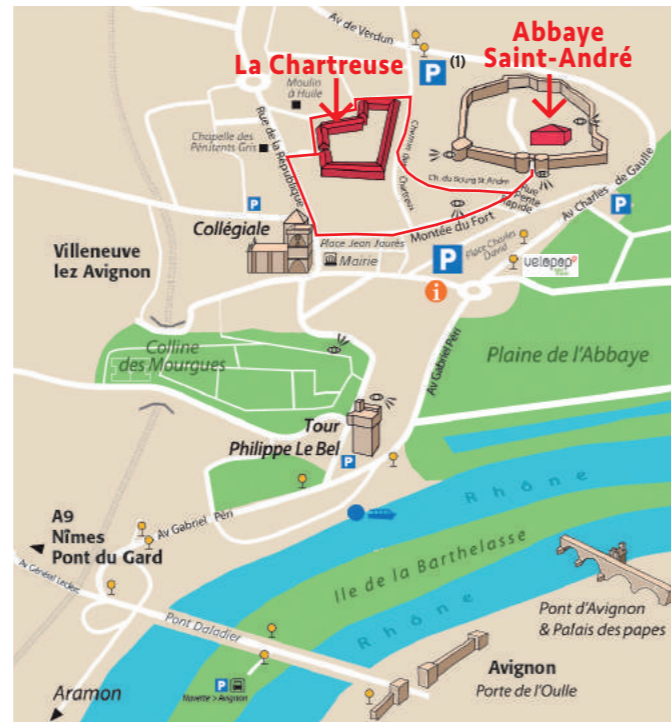 Av de Verdun
P
(1)
Abbaye
Saint-André
La Chartreuse
Moulin
à Huile
Chapelle des
Pénitents Gris
Rue de la République
Chemin des Chartreux
Ch. du Bourg St André
Rue
Pente
Rapide
Av Charles de Gaulle
P
P
Collégiale
Montée du Fort
Place Jean Jaurès
Mairie
P
Place Charles
David
velopop
i
Villeneuve
lez Avignon
Colline
des Mourgues
Av Gabriel Péri
Plaine de l'Abbaye
Tour
Philippe Le Bel
P
Rhône
A9
Nîmes
Pont du Gard
Av Gabriel Péri
Ile de la Barthelasse
Av Général Leclerc
Rhône
Pont d'Avignon
& Palais des papes
Pont Daladier
P
Navette > Avignon
Avignon
Porte de l'Oulle
Aramon